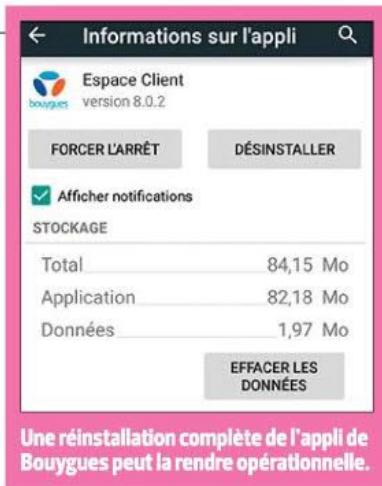 Informations sur l'appli
Espace Client
bouygues
version 8.0.2
FORCER L'ARRÊT
DÉSINSTALLER
Afficher notifications
STOCKAGE
Total 84,15 Mo
Application 82,18 Mo
Données 1,97 Mo
EFFACER LES
DONNÉES
Une réinstallation complète de l'appli de
Bouygues peut la rendre opérationnelle.